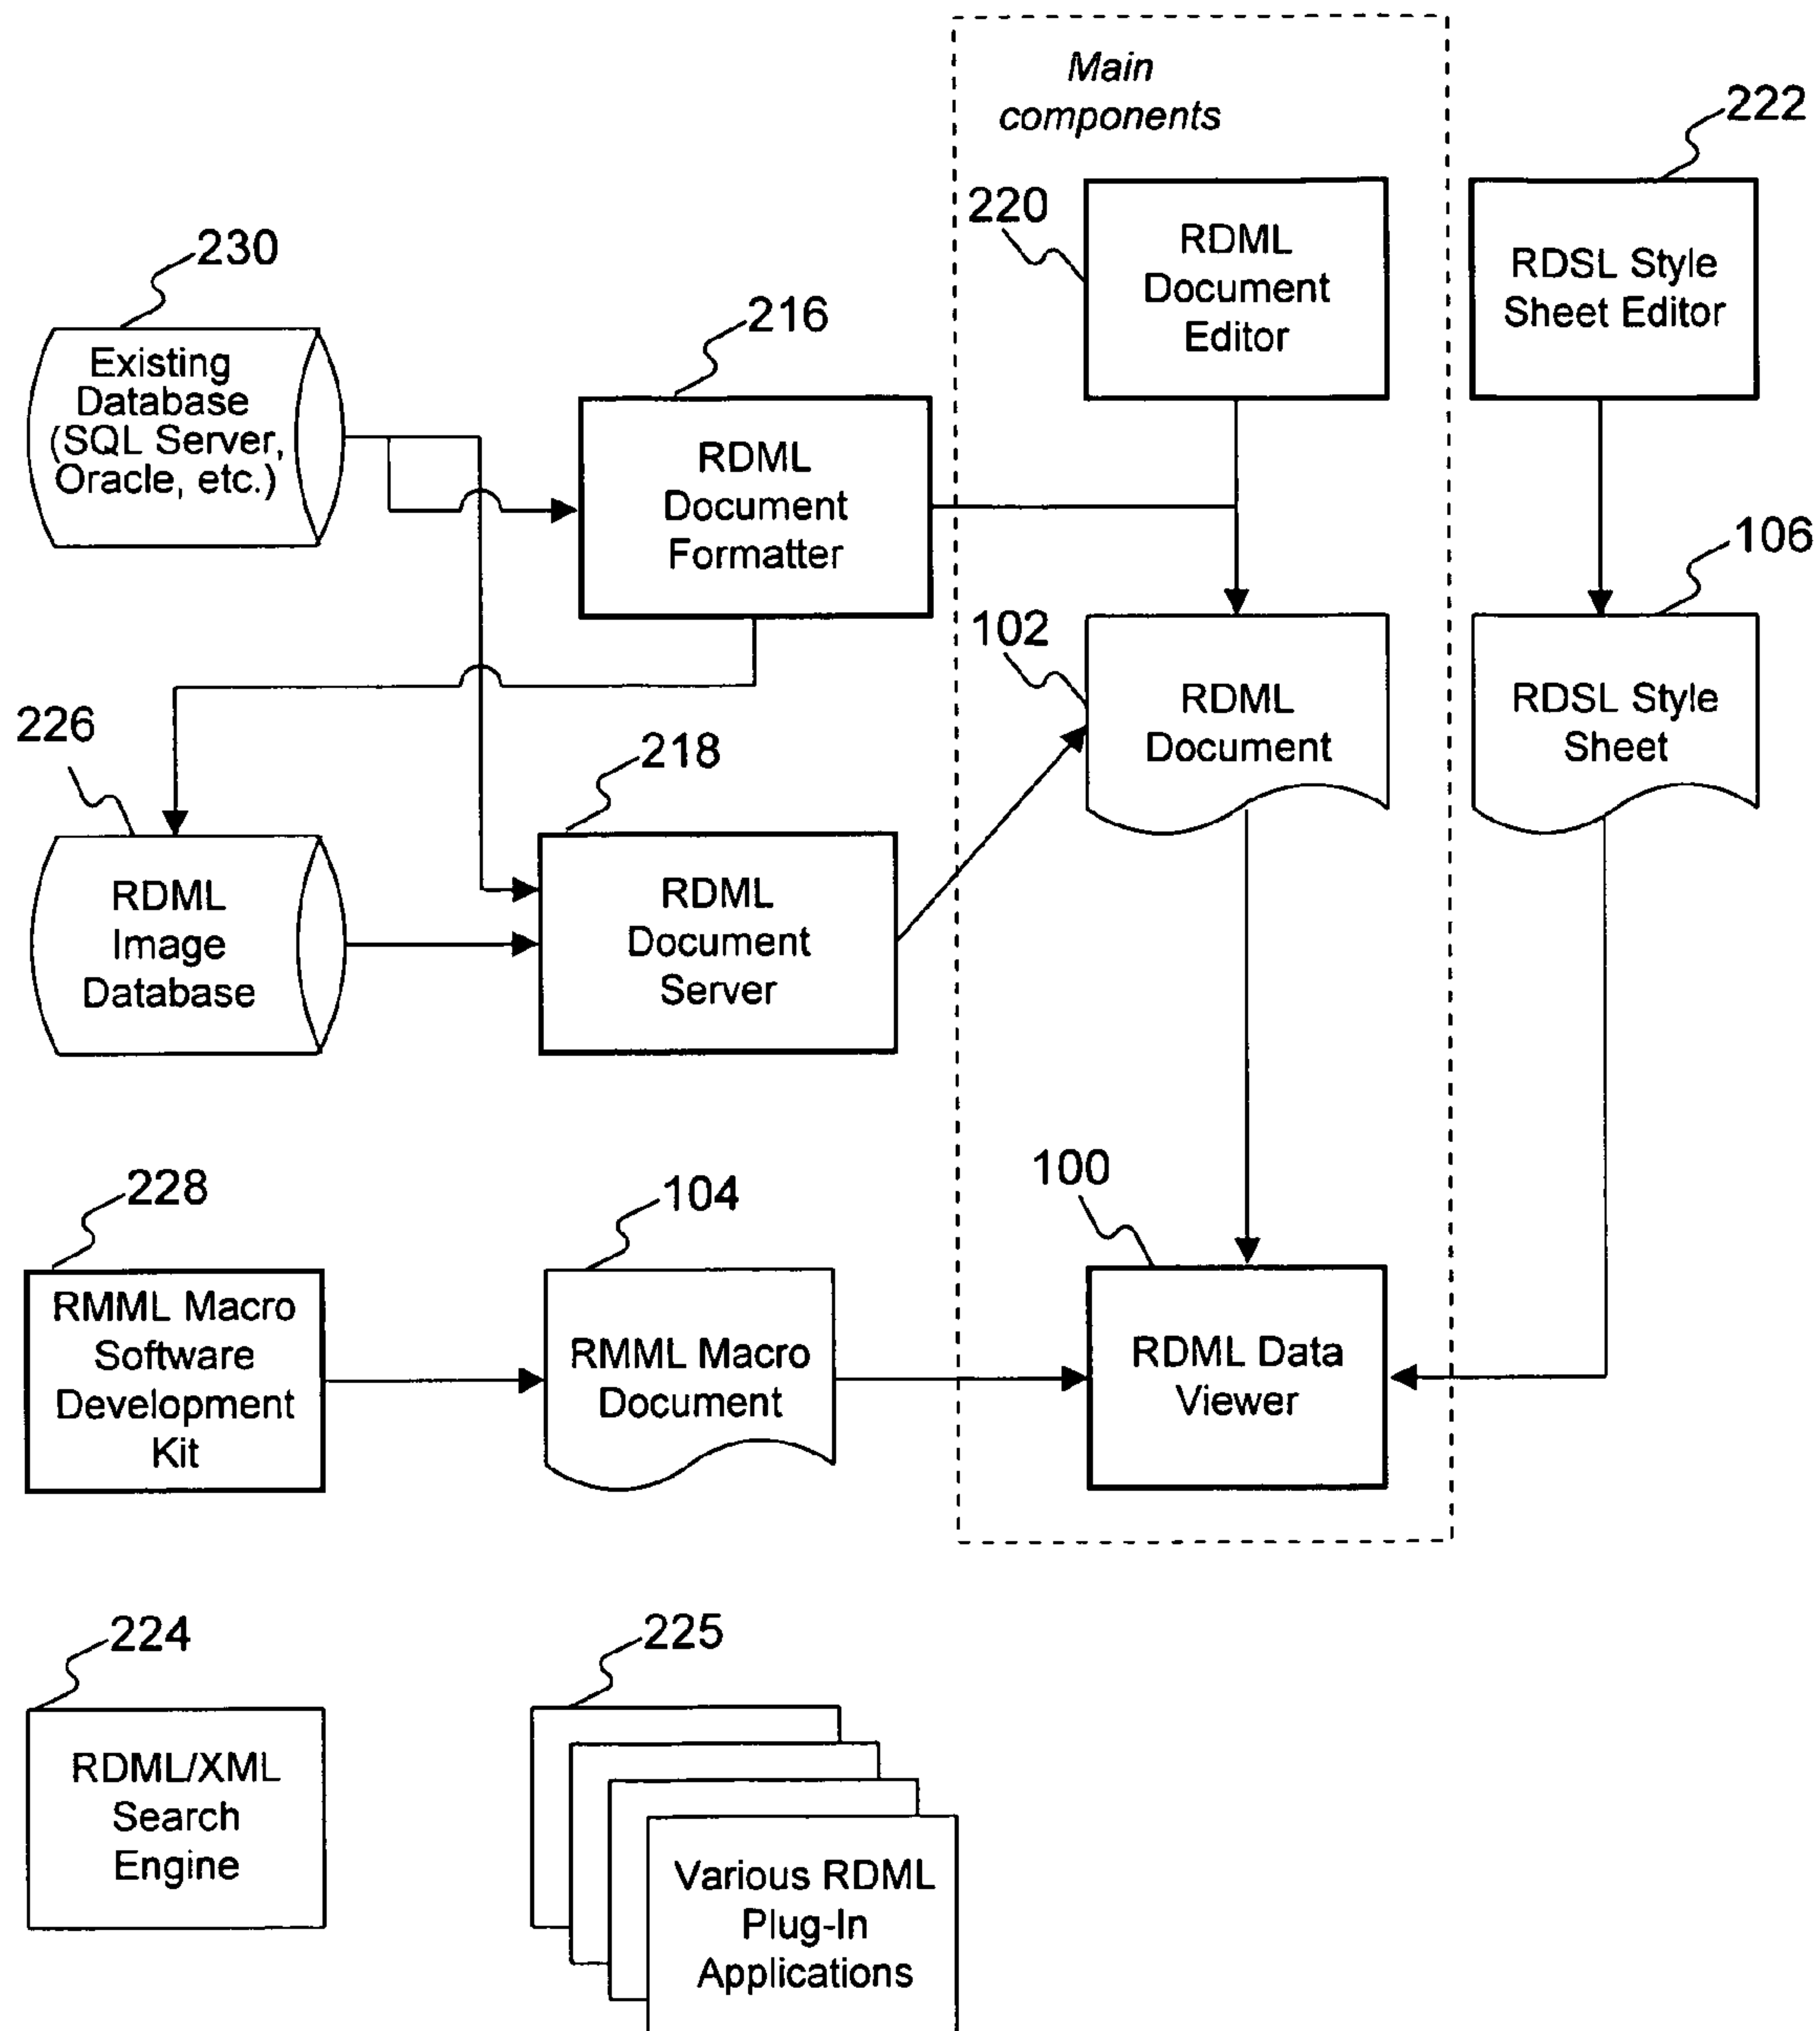 Main
components
222
220
RDML
Document
Editor
RDSL Style
Sheet Editor
230
Existing
Database
(SQL Server,
Oracle, etc.)
216
RDML
Document
Formatter
106
102
RDML
Document
RDSL Style
Sheet
226
RDML
Image
Database
218
RDML
Document
Server
228
RMML Macro
Software
Development
Kit
104
RMML Macro
Document
100
RDML Data
Viewer
224
RDML/XML
Search
Engine
225
Various RDML
Plug-In
Applications